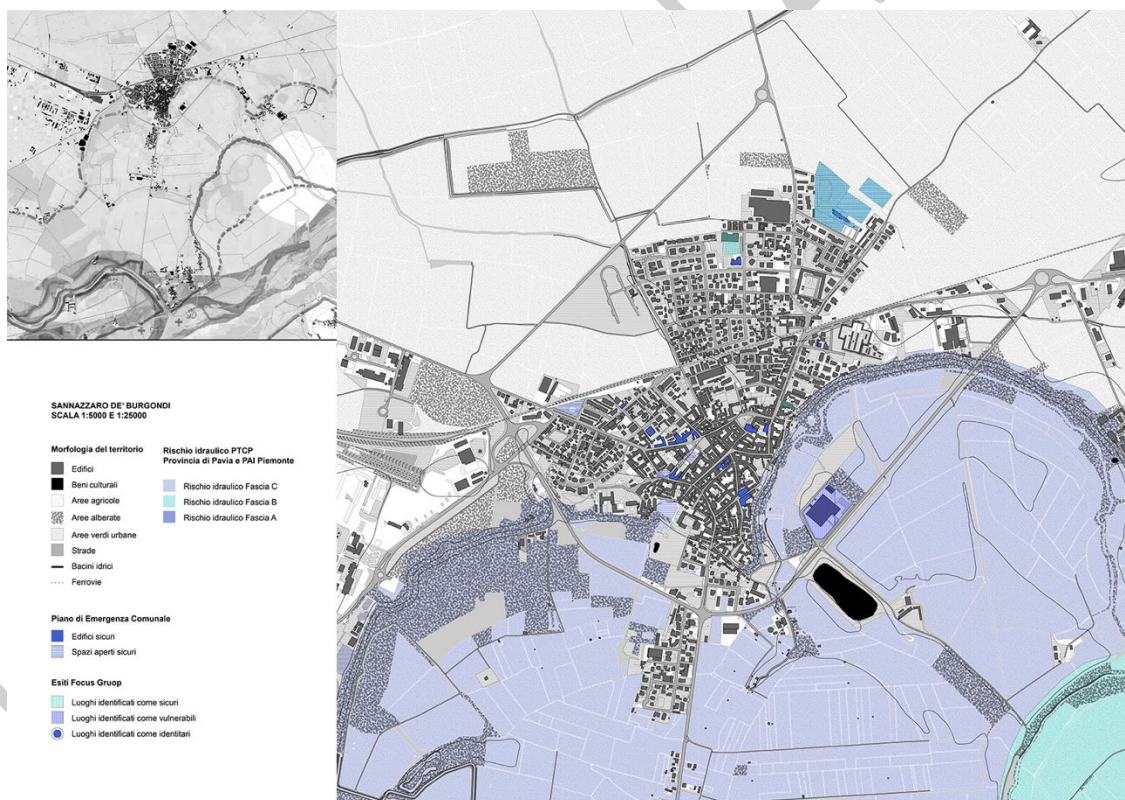 SANNAZZARO DE' BURGONDI
SCALA 1:5000 E 1:25000
Morfologia del territorio
Edifici
Beni culturali
Aree agricole
Aree alberate
Aree verdi urbane
Strade
Bacini idrici
Ferrovie
Rischio idraulico PTCP
Provincia di Pavia e PAI Piemonte
Rischio idraulico Fascia C
Rischio idraulico Fascia B
Rischio idraulico Fascia A
Piano di Emergenza Comunale
Edifici sicuri
Spazi aperti sicuri
Esiti Focus Gruop
Luoghi identificati come sicuri
Luoghi identificati come vulnerabili
Luoghi identificati come identitari